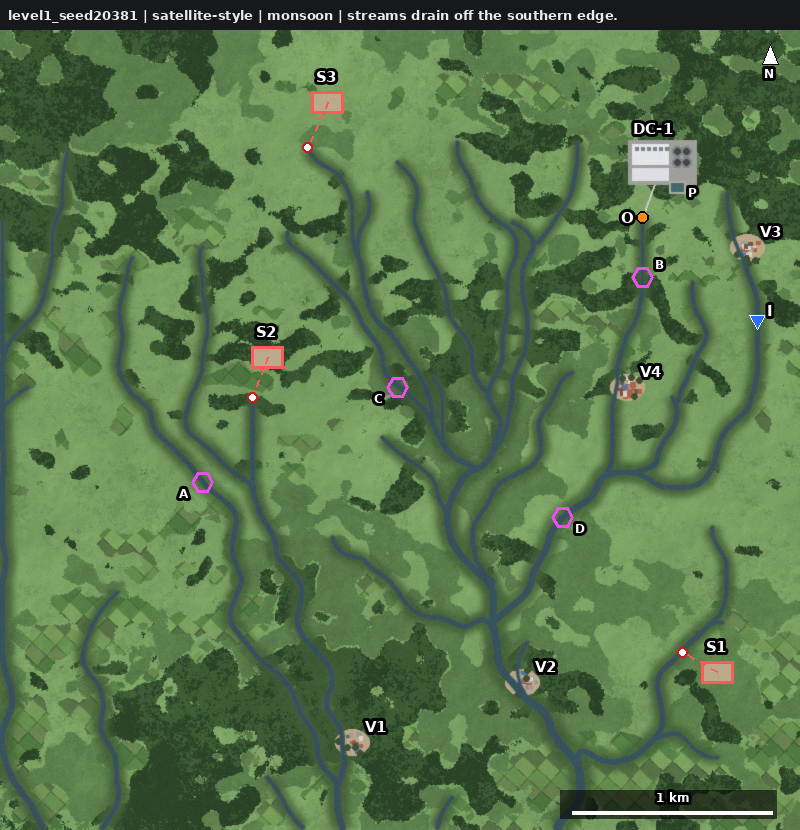 level1_seed20381 | satellite-style | monsoon | streams drain off the southern edge.
N
S3
DC-1
P
O
V3
B
I
S2
V4
C
A
D
S1
V2
V1
1 km